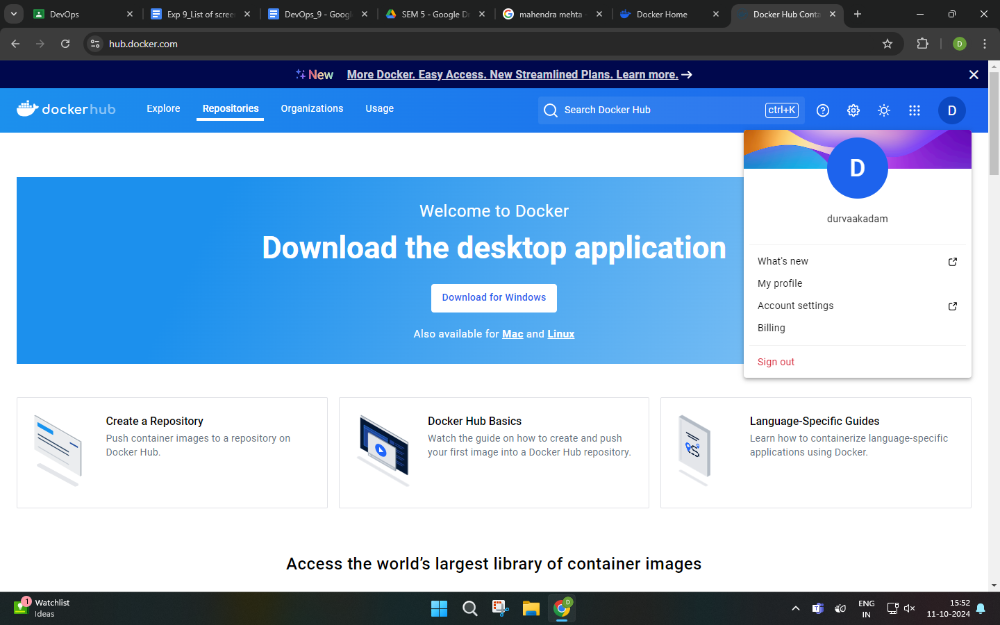 DevOps
Exp 9_List of scree
DevOps_9 - Googl
SEM 5 - Google Dr
mahendra mehta -
Docker Home
Docker Hub Conta
hub.docker.com
D
New More Docker. Easy Access. New Streamlined Plans. Learn more.
dockerhub
Explore
Repositories
Organizations
Usage
Search Docker Hub
ctrl+K
D
D
durvaakadam
What's new
My profile
Account settings
Billing
Sign out
Welcome to Docker
Download the desktop application
Download for Windows
Also available for Mac and Linux
Create a Repository
Push container images to a repository on
Docker Hub.
Docker Hub Basics
Watch the guide on how to create and push
your first image into a Docker Hub repository.
Language-Specific Guides
Learn how to containerize language-specific
applications using Docker.
Access the world’s largest library of container images
1
Watchlist
Ideas
D
ENG
IN
15:52
11-10-2024